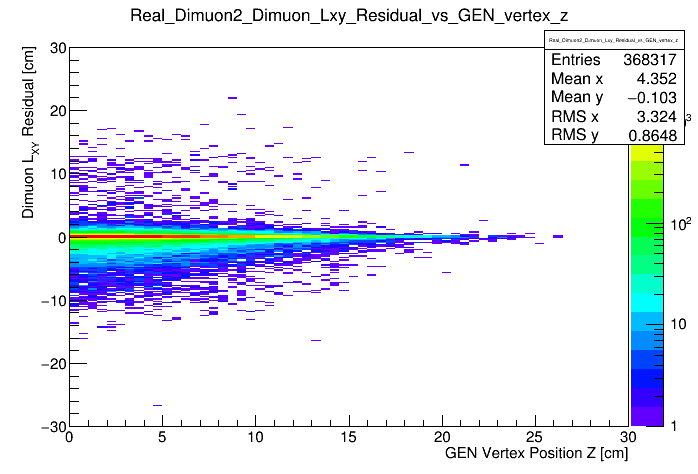 Real_Dimuon2_Dimuon_Lxy_Residual_vs_GEN_vertex_z
Real_Dimuon2_Dimuon_Lxy_Residual_vs_GEN_vertex_z
Entries 368317
Mean x 4.352
Mean y −0.103
RMS x 3.324
RMS y 0.8648
Dimuon LXY Residual [cm]
30
20
10
0
−10
−20
−30
0 5 10 15 20 25 30
GEN Vertex Position Z [cm]
3
10²
10
1